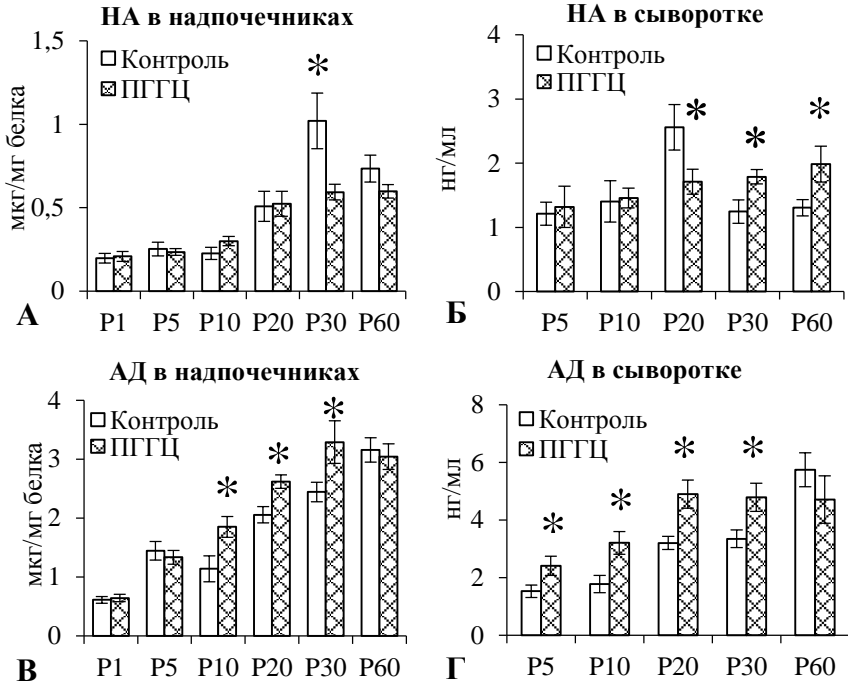 НА в надпочечниках
1,5
1
0,5
0
мкг/мг белка
Контроль
ПГГЦ
*
P1 P5 P10 P20 P30 P60
А
НА в сыворотке
4
3
2
1
0
нг/мл
Контроль
ПГГЦ
* * *
P5 P10 P20 P30 P60
Б
АД в надпочечниках
4
3
2
1
0
мкг/мг белка
Контроль
ПГГЦ
* * *
P1 P5 P10 P20 P30 P60
В
АД в сыворотке
8
6
4
2
0
нг/мл
Контроль
ПГГЦ
* * * *
P5 P10 P20 P30 P60
Г